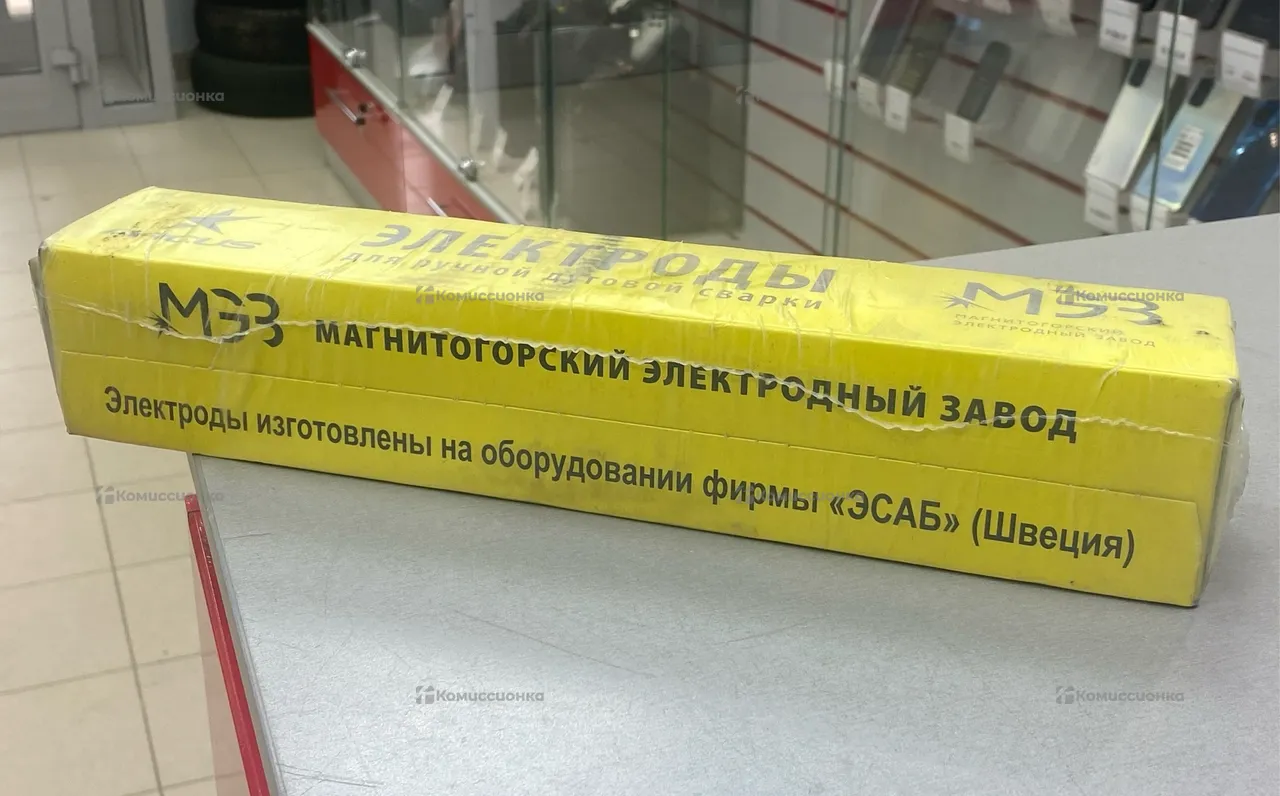 ЭЛЕКТРОДЫ
для ручной дуговой сварки
МЭЗ
МАГНИТОГОРСКИЙ
ЭЛЕКТРОДНЫЙ ЗАВОД
МЭЗ МАГНИТОГОРСКИЙ ЭЛЕКТРОДНЫЙ ЗАВОД
Электроды изготовлены на оборудовании фирмы «ЭСАБ» (Швеция)
Комиссионка
Комиссионка
Комиссионка
Комиссионка
Комиссионка
Комиссионка